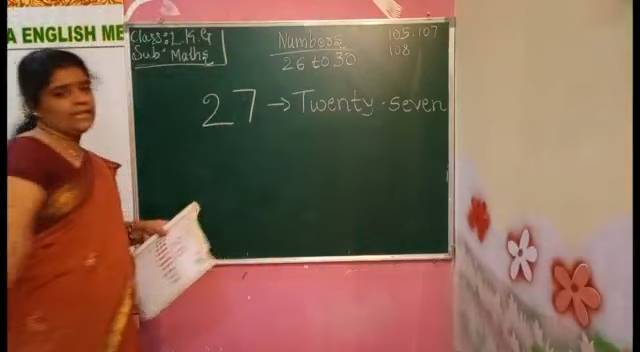 A ENGLISH ME
Class: L.K.G
Sub: Maths
Numbers
26 to 30
105, 107
108
27 → Twenty-seven